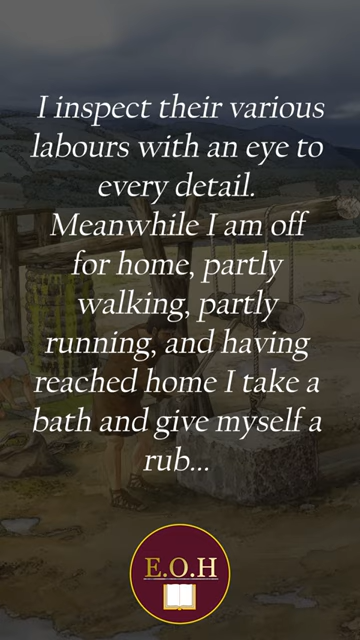 I inspect their various
labours with an eye to
every detail.
Meanwhile I am off
for home, partly
walking, partly
running, and having
reached home I take a
bath and give myself a
rub...
E.O.H